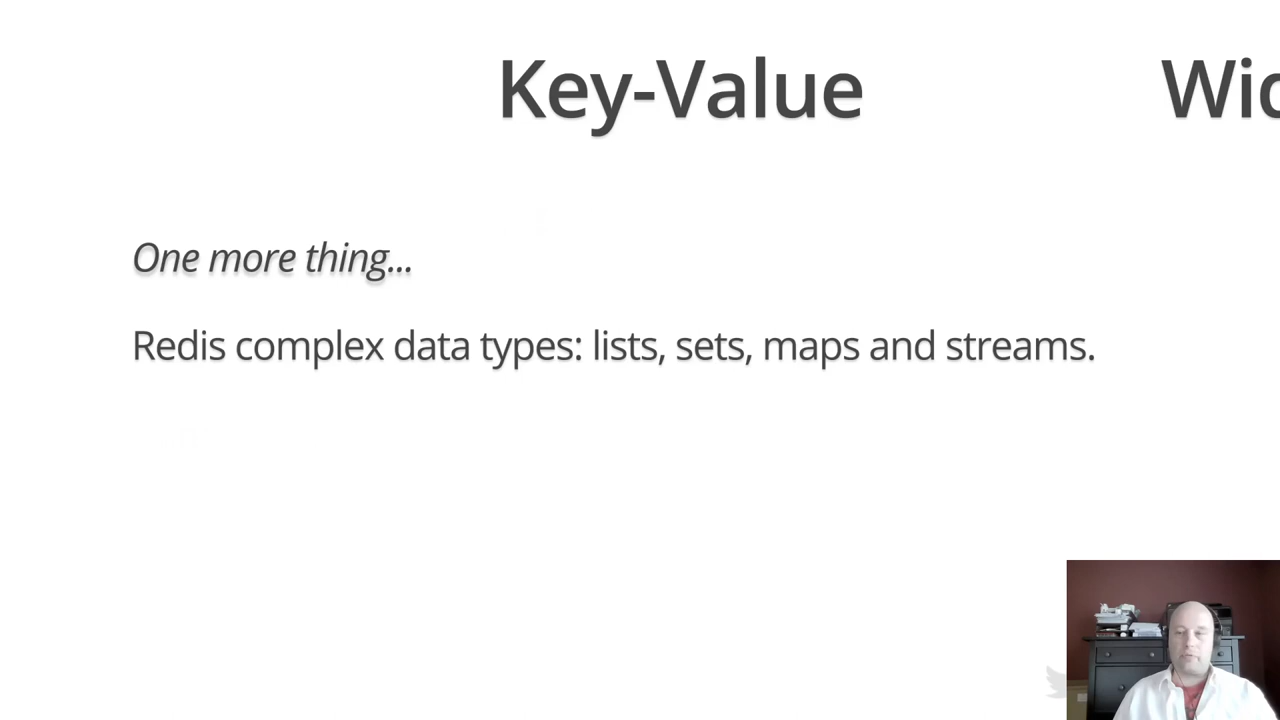 Key-Value
One more thing...
Redis complex data types: lists, sets, maps and streams.